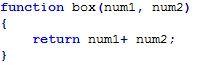 function box(num1, num2)
{
    return num1+ num2;
}